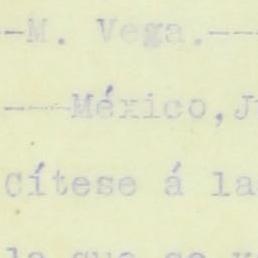 -M. Vega.---
---México,J
Cítese á la